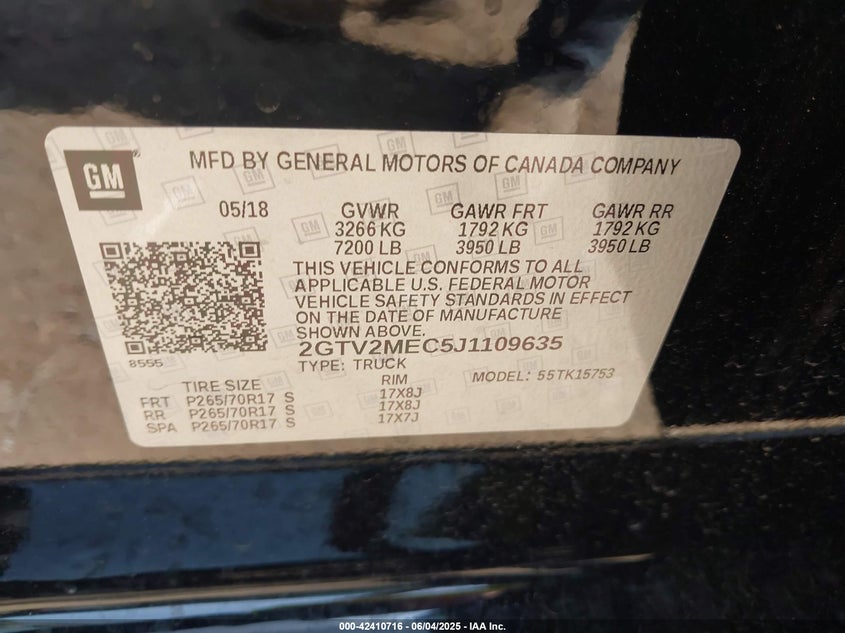 GM
MFD BY GENERAL MOTORS OF CANADA COMPANY
05/18 GVWR GAWR FRT GAWR RR
3266 KG 1792 KG 1792 KG
7200 LB 3950 LB 3950 LB
THIS VEHICLE CONFORMS TO ALL
APPLICABLE U.S. FEDERAL MOTOR
VEHICLE SAFETY STANDARDS IN EFFECT
ON THE DATE OF MANUFACTURE
SHOWN ABOVE.
8555
2GTV2MEC5J1109635
TYPE: TRUCK
MODEL: 55TK15753
TIRE SIZE RIM
FRT P265/70R17 S 17X8J
RR P265/70R17 S 17X8J
SPA P265/70R17 S 17X7J
000-42410716 - 06/04/2025 - IAA Inc.